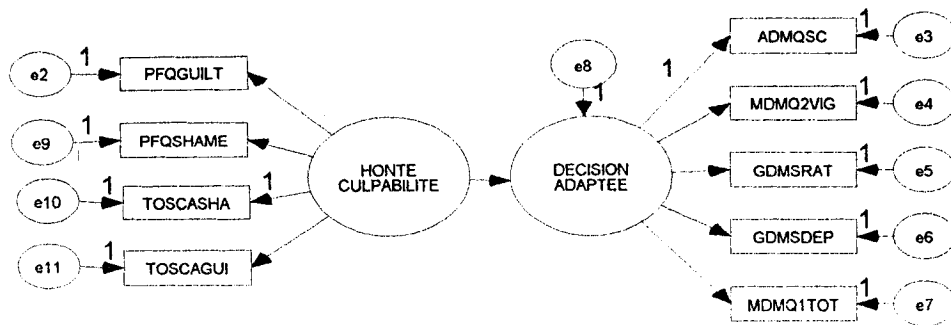 e2
1
PFQGUILT
e9
1
PFQSHAME
e10
1
TOSCASHA
1
e11
1
TOSCAGUI
HONTE
CULPABILITE
e8
1
DECISION
ADAPTEE
1
ADMQSC
1
e3
MDMQ2VIG
1
e4
GDMSRAT
1
e5
GDMSDEP
1
e6
MDMQ1TOT
1
e7